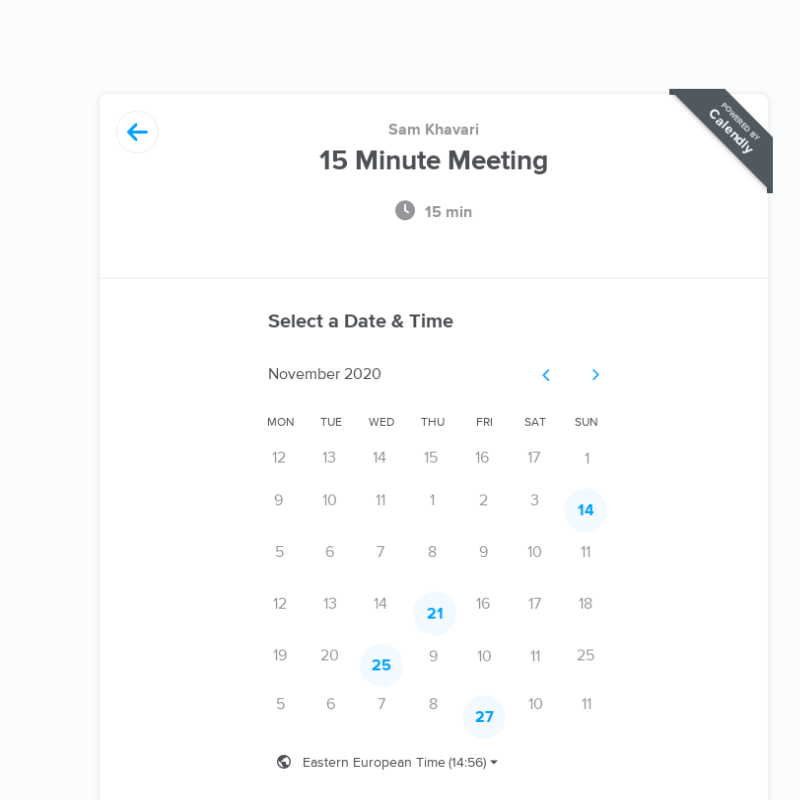 POWERED BY
Calendly
Sam Khavari
15 Minute Meeting
15 min
Select a Date & Time
November 2020
MON TUE WED THU FRI SAT SUN
12 13 14 15 16 17 1
9 10 11 1 2 3 14
5 6 7 8 9 10 11
12 13 14 21 16 17 18
19 20 25 9 10 11 25
5 6 7 8 27 10 11
Eastern European Time (14:56)